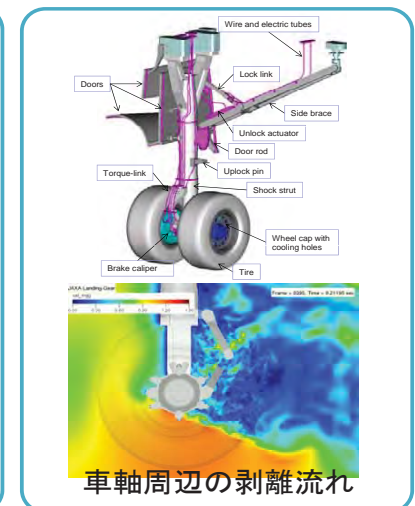 Wire and electric tubes
Lock link
Doors
Side brace
Unlock actuator
Door rod
Uplock pin
Torque-link
Shock strut
Wheel cap with
cooling holes
Brake caliper
Tire
JAXA Landing Gear
車軸周辺の剥離流れ